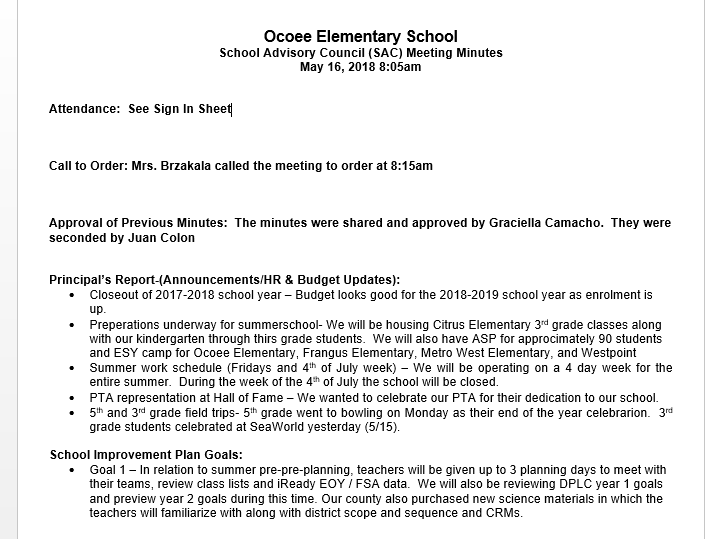 Ocoee Elementary School
School Advisory Council (SAC) Meeting Minutes
May 16, 2018 8:05am
Attendance:  See Sign In Sheet
Call to Order: Mrs. Brzakala called the meeting to order at 8:15am
Approval of Previous Minutes:  The minutes were shared and approved by Graciella Camacho.  They were
seconded by Juan Colon
Principal's Report-(Announcements/HR & Budget Updates):
• Closeout of 2017-2018 school year – Budget looks good for the 2018-2019 school year as enrolment is
up.
• Preperations underway for summerschool- We will be housing Citrus Elementary 3rd grade classes along
with our kindergarten through thirs grade students.  We will also have ASP for approcimately 90 students
and ESY camp for Ocoee Elementary, Frangus Elementary, Metro West Elementary, and Westpoint
• Summer work schedule (Fridays and 4th of July week) – We will be operating on a 4 day week for the
entire summer.  During the week of the 4th of July the school will be closed.
• PTA representation at Hall of Fame – We wanted to celebrate our PTA for their dedication to our school.
• 5th and 3rd grade field trips- 5th grade went to bowling on Monday as their end of the year celebrarion.  3rd
grade students celebrated at SeaWorld yesterday (5/15).
School Improvement Plan Goals:
• Goal 1 – In relation to summer pre-pre-planning, teachers will be given up to 3 planning days to meet with
their teams, review class lists and iReady EOY / FSA data.  We will also be reviewing DPLC year 1 goals
and preview year 2 goals during this time. Our county also purchased new science materials in which the
teachers will familiarize with along with district scope and sequence and CRMs.